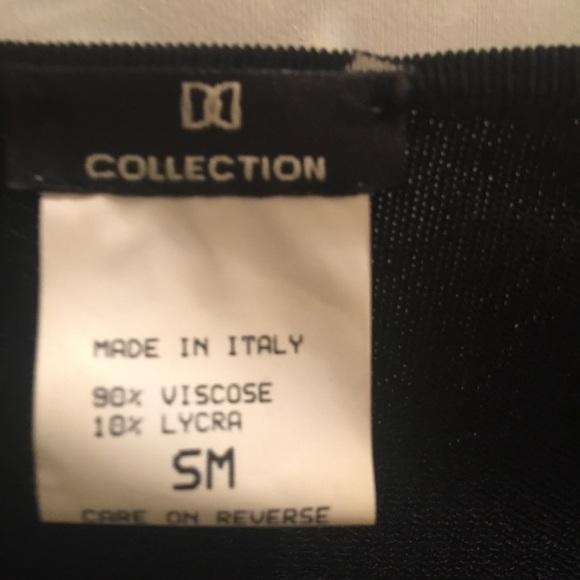 COLLECTION
MADE IN ITALY
90% VISCOSE
10% LYCRA
SM
CARE ON REVERSE